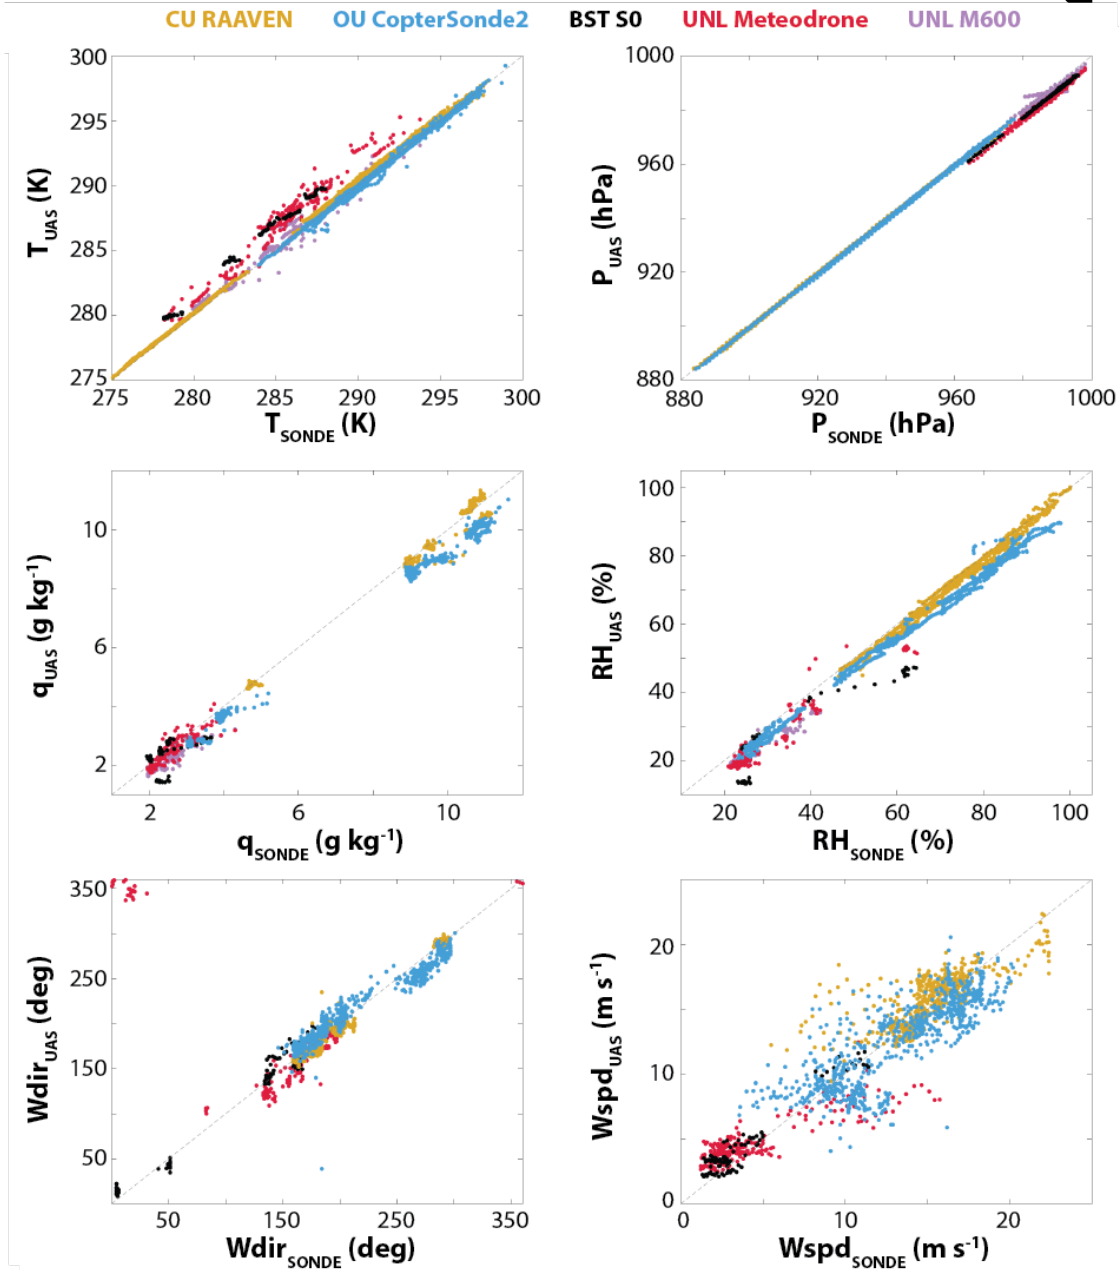 CU RAAVEN OU CopterSonde2 BST S0 UNL Meteodrone UNL M600
300
295
290
285
280
275
T_UAS (K)
275 280 285 290 295 300
T_SONDE (K)
1000
960
920
880
P_UAS (hPa)
880 920 960 1000
P_SONDE (hPa)
10
6
2
q_UAS (g kg⁻¹)
2 6 10
q_SONDE (g kg⁻¹)
100
80
60
40
20
RH_UAS (%)
20 40 60 80 100
RH_SONDE (%)
350
250
150
50
Wdir_UAS (deg)
50 150 250 350
Wdir_SONDE (deg)
20
10
0
Wspd_UAS (m s⁻¹)
0 10 20
Wspd_SONDE (m s⁻¹)